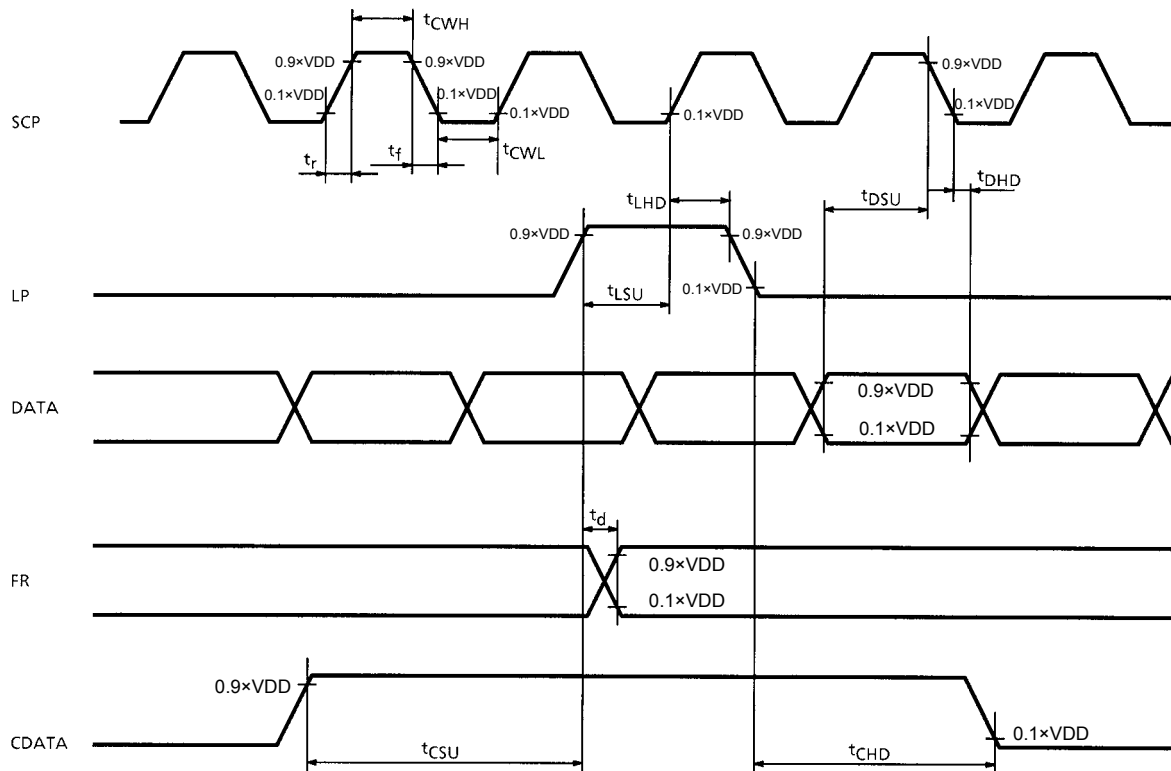 tCWH
0.9×VDD 0.9×VDD 0.9×VDD
0.1×VDD 0.1×VDD 0.1×VDD 0.1×VDD 0.1×VDD
SCP
tr tf tCWL
tLHD tDSU tDHD
0.9×VDD 0.9×VDD
LP tLSU 0.1×VDD
DATA 0.9×VDD
0.1×VDD
td
FR 0.9×VDD
0.1×VDD
0.9×VDD
CDATA tCSU tCHD 0.1×VDD